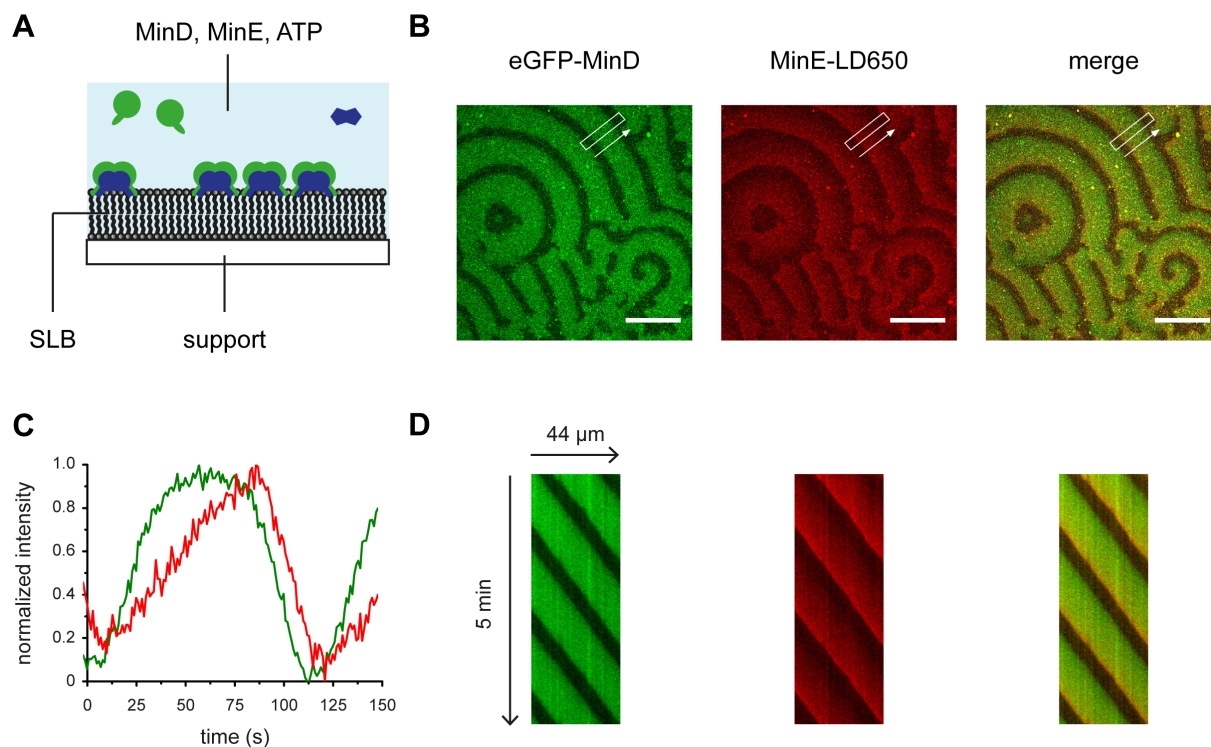 A
MinD, MinE, ATP
SLB
support
B
eGFP-MinD
MinE-LD650
merge
C
normalized intensity
1.0
0.8
0.6
0.4
0.2
0
0
25
50
75
100
125
150
time (s)
D
44 µm
5 min